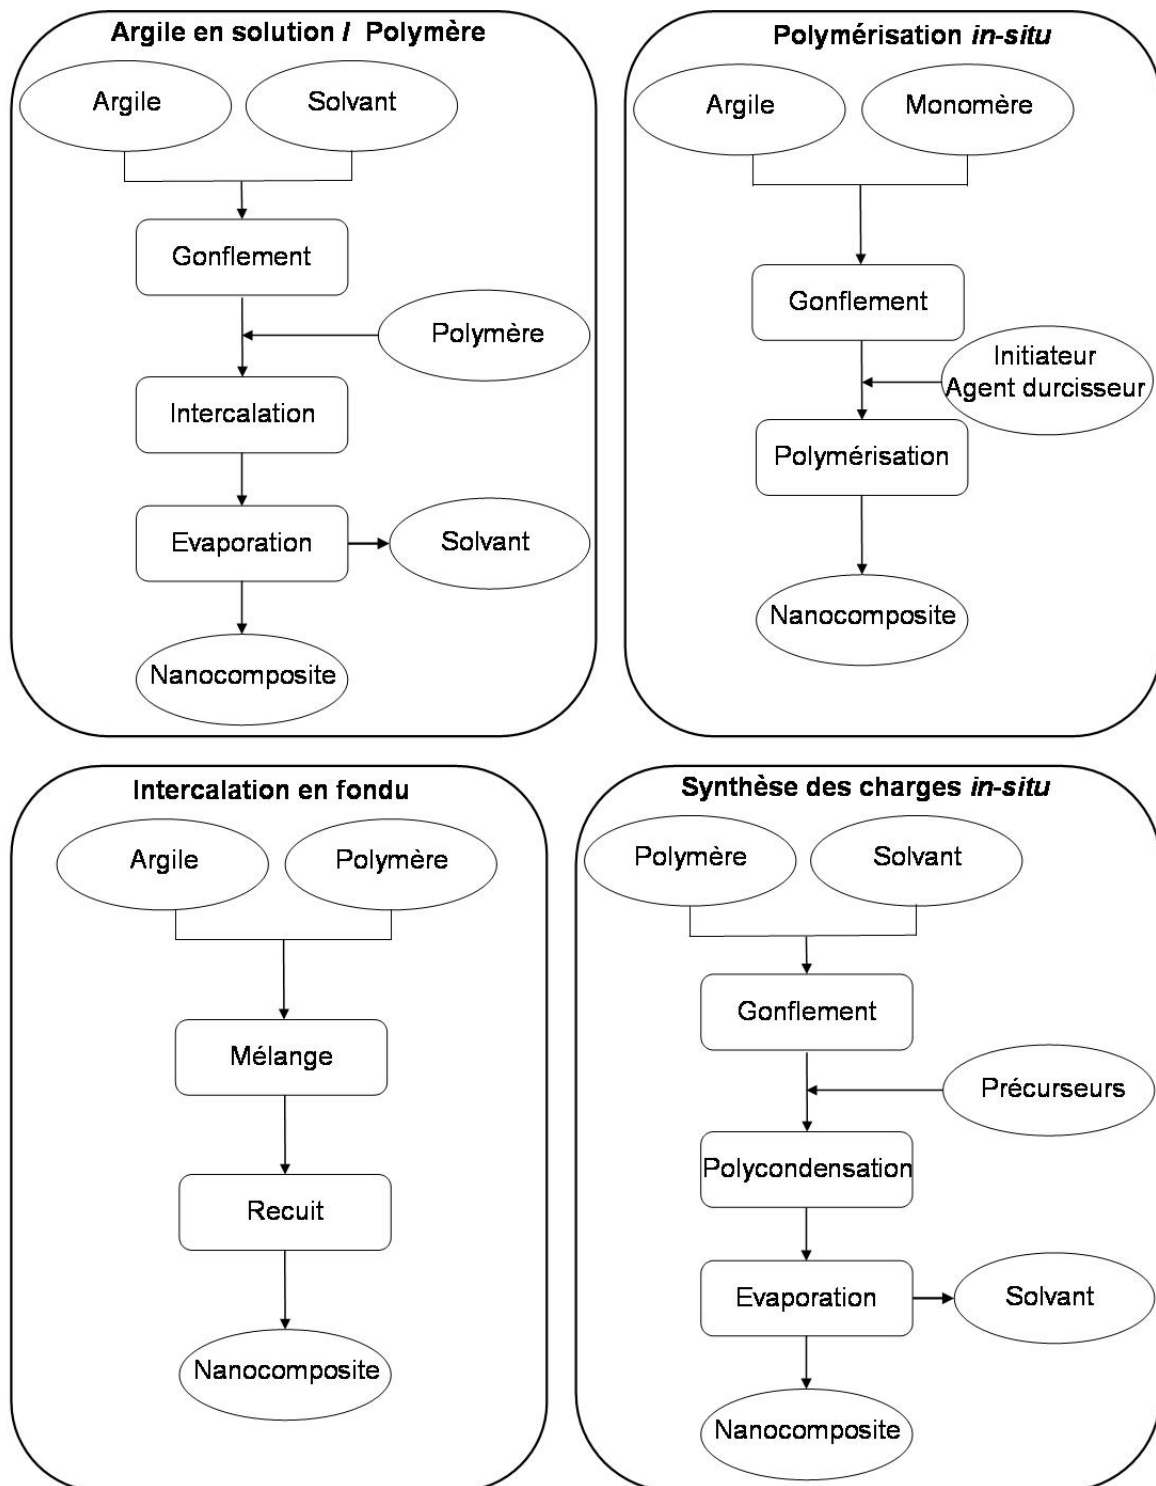 Argile en solution / Polymère
Argile
Solvant
Gonflement
Polymère
Intercalation
Evaporation
Solvant
Nanocomposite
Polymérisation in-situ
Argile
Monomère
Gonflement
Initiateur
Agent durcisseur
Polymérisation
Nanocomposite
Intercalation en fondu
Argile
Polymère
Mélange
Recuit
Nanocomposite
Synthèse des charges in-situ
Polymère
Solvant
Gonflement
Précurseurs
Polycondensation
Evaporation
Solvant
Nanocomposite